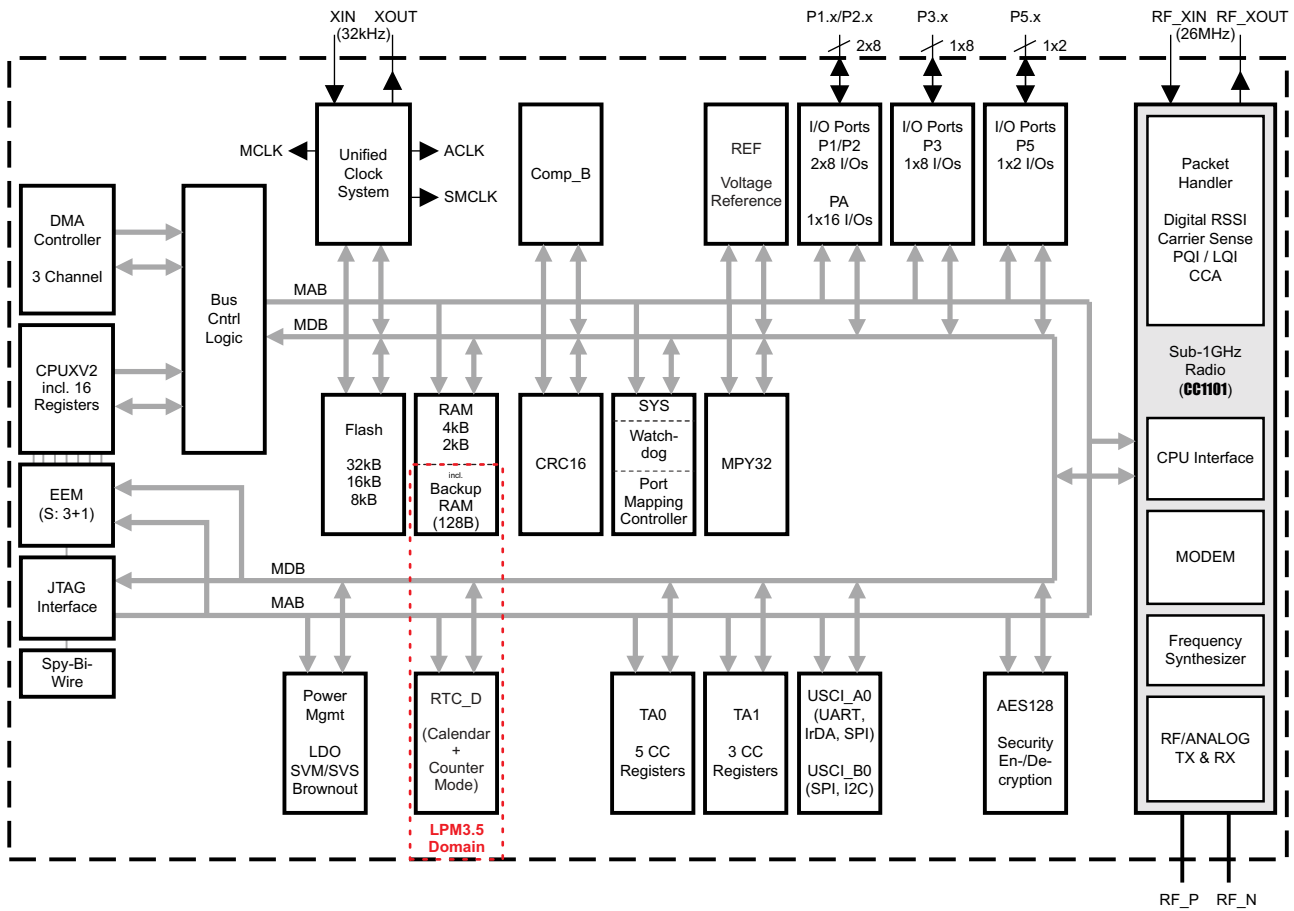 XIN XOUT
(32kHz)
P1.x/P2.x
2x8
P3.x
1x8
P5.x
1x2
RF_XIN RF_XOUT
(26MHz)
MCLK
Unified
Clock
System
ACLK
SMCLK
Comp_B
REF
Voltage
Reference
I/O Ports
P1/P2
2x8 I/Os
PA
1x16 I/Os
I/O Ports
P3
1x8 I/Os
I/O Ports
P5
1x2 I/Os
Packet
Handler
Digital RSSI
Carrier Sense
PQI / LQI
CCA
Sub-1GHz
Radio
(CC1101)
CPU Interface
MODEM
Frequency
Synthesizer
RF/ANALOG
TX & RX
DMA
Controller
3 Channel
Bus
Cntrl
Logic
MAB
MDB
CPUXV2
incl. 16
Registers
EEM
(S: 3+1)
JTAG
Interface
Spy-Bi-
Wire
Flash
32kB
16kB
8kB
RAM
4kB
2kB
incl.
Backup
RAM
(128B)
CRC16
SYS
Watch-
dog
Port
Mapping
Controller
MPY32
MDB
MAB
Power
Mgmt
LDO
SVM/SVS
Brownout
RTC_D
(Calendar
+
Counter
Mode)
LPM3.5
Domain
TA0
5 CC
Registers
TA1
3 CC
Registers
USCI_A0
(UART,
IrDA, SPI)
USCI_B0
(SPI, I2C)
AES128
Security
En-/De-
cryption
RF_P RF_N